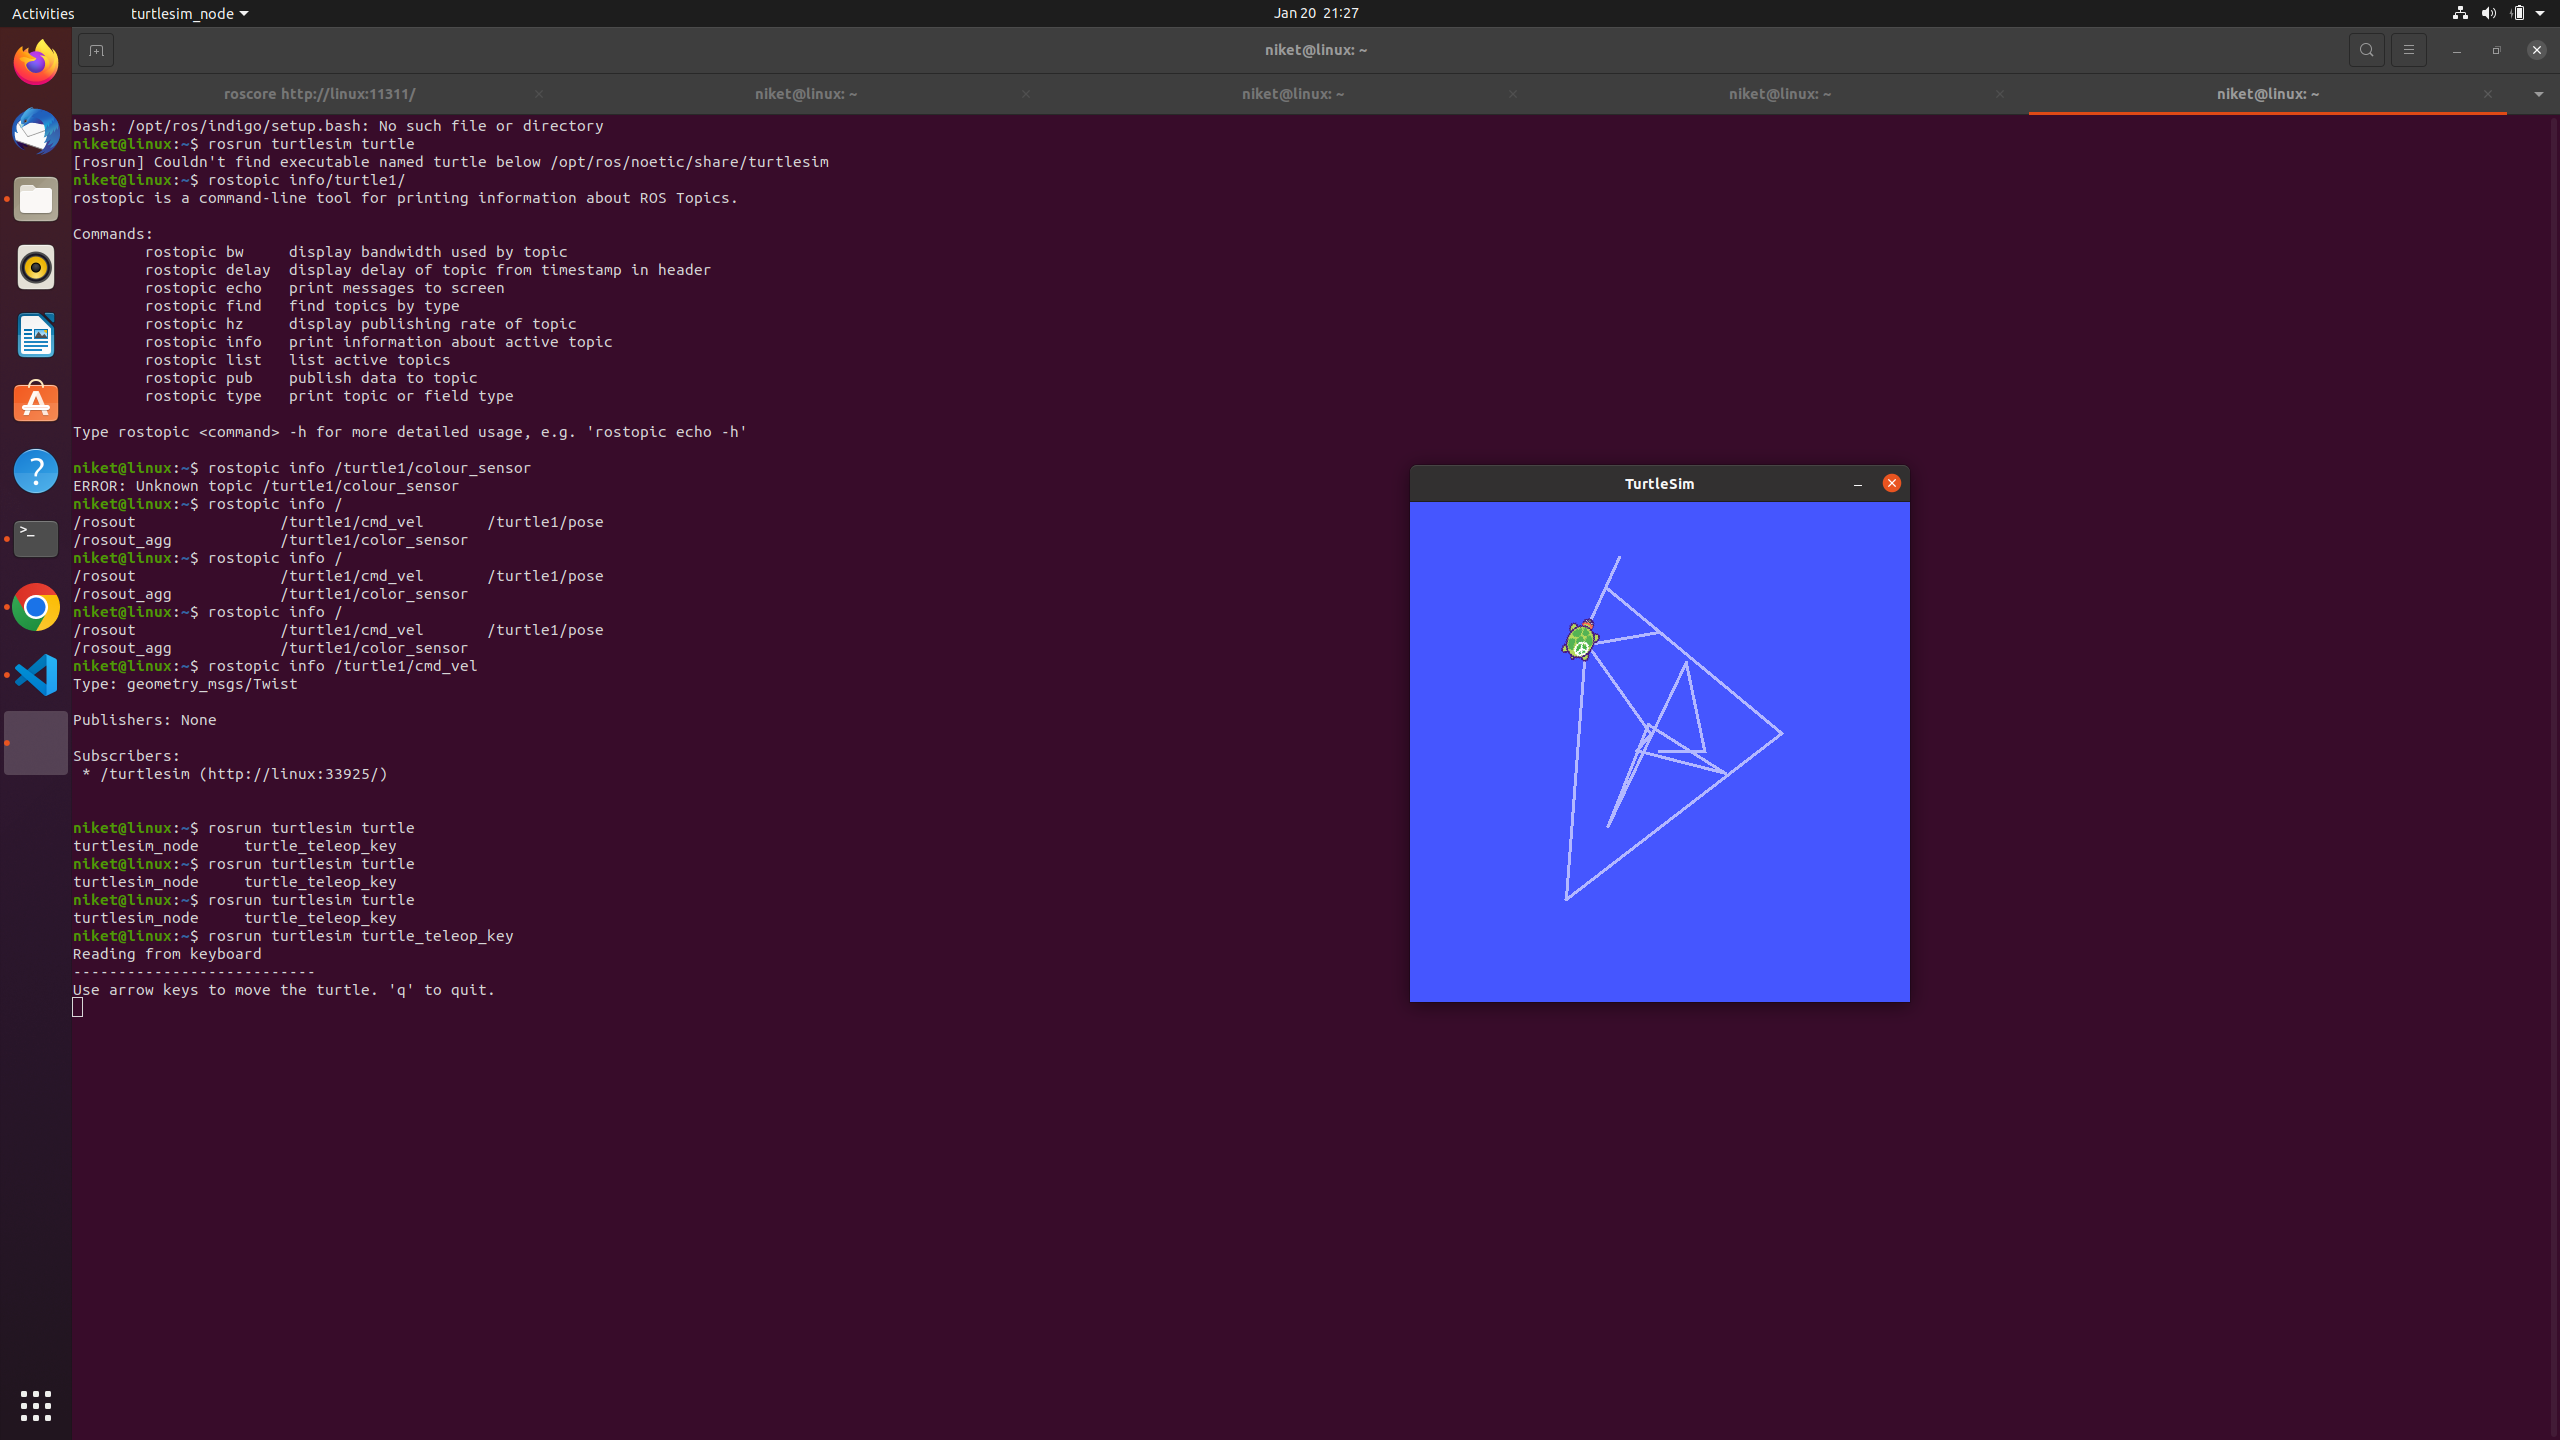 Activities turtlesim_node Jan 20 21:27
niket@linux: ~
roscore http://linux:11311/ niket@linux: ~ niket@linux: ~ niket@linux: ~ niket@linux: ~
bash: /opt/ros/indigo/setup.bash: No such file or directory
niket@linux:~$ rosrun turtlesim turtle
[rosrun] Couldn't find executable named turtle below /opt/ros/noetic/share/turtlesim
niket@linux:~$ rostopic info/turtle1/
rostopic is a command-line tool for printing information about ROS Topics.
Commands:
rostopic bw display bandwidth used by topic
rostopic delay display delay of topic from timestamp in header
rostopic echo print messages to screen
rostopic find find topics by type
rostopic hz display publishing rate of topic
rostopic info print information about active topic
rostopic list list active topics
rostopic pub publish data to topic
rostopic type print topic or field type
Type rostopic <command> -h for more detailed usage, e.g. 'rostopic echo -h'
niket@linux:~$ rostopic info /turtle1/colour_sensor
ERROR: Unknown topic /turtle1/colour_sensor
niket@linux:~$ rostopic info /
/rosout /turtle1/cmd_vel /turtle1/pose
/rosout_agg /turtle1/color_sensor
niket@linux:~$ rostopic info /
/rosout /turtle1/cmd_vel /turtle1/pose
/rosout_agg /turtle1/color_sensor
niket@linux:~$ rostopic info /
/rosout /turtle1/cmd_vel /turtle1/pose
/rosout_agg /turtle1/color_sensor
niket@linux:~$ rostopic info /turtle1/cmd_vel
Type: geometry_msgs/Twist
Publishers: None
Subscribers:
* /turtlesim (http://linux:33925/)
niket@linux:~$ rosrun turtlesim turtle
turtlesim_node turtle_teleop_key
niket@linux:~$ rosrun turtlesim turtle
turtlesim_node turtle_teleop_key
niket@linux:~$ rosrun turtlesim turtle
turtlesim_node turtle_teleop_key
niket@linux:~$ rosrun turtlesim turtle_teleop_key
Reading from keyboard
---------------------------
Use arrow keys to move the turtle. 'q' to quit.
TurtleSim